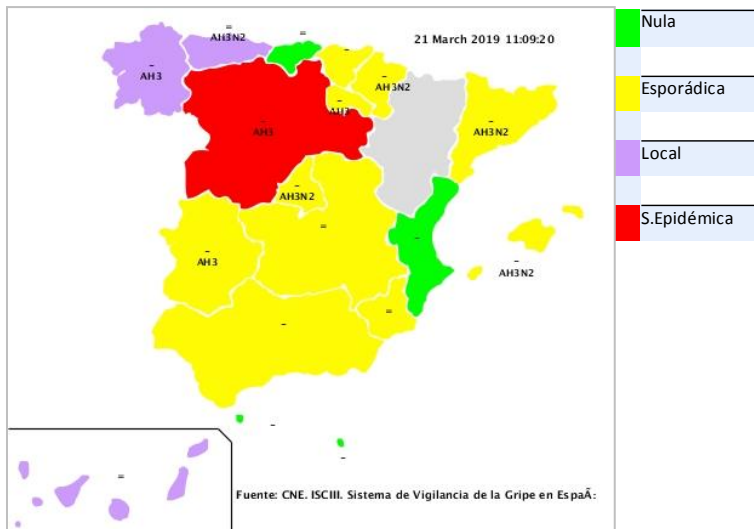 21 March 2019 11:09:20
Nula
Esporádica
Local
S.Epidémica
=
AH3N2
=
–
AH3
–
–
AH3N2
–
AH3
–
AH3
–
AH3N2
–
AH3N2
=
–
–
AH3
–
AH3N2
=
–
–
–
=
Fuente: CNE. ISCIII. Sistema de Vigilancia de la Gripe en EspaÃ: